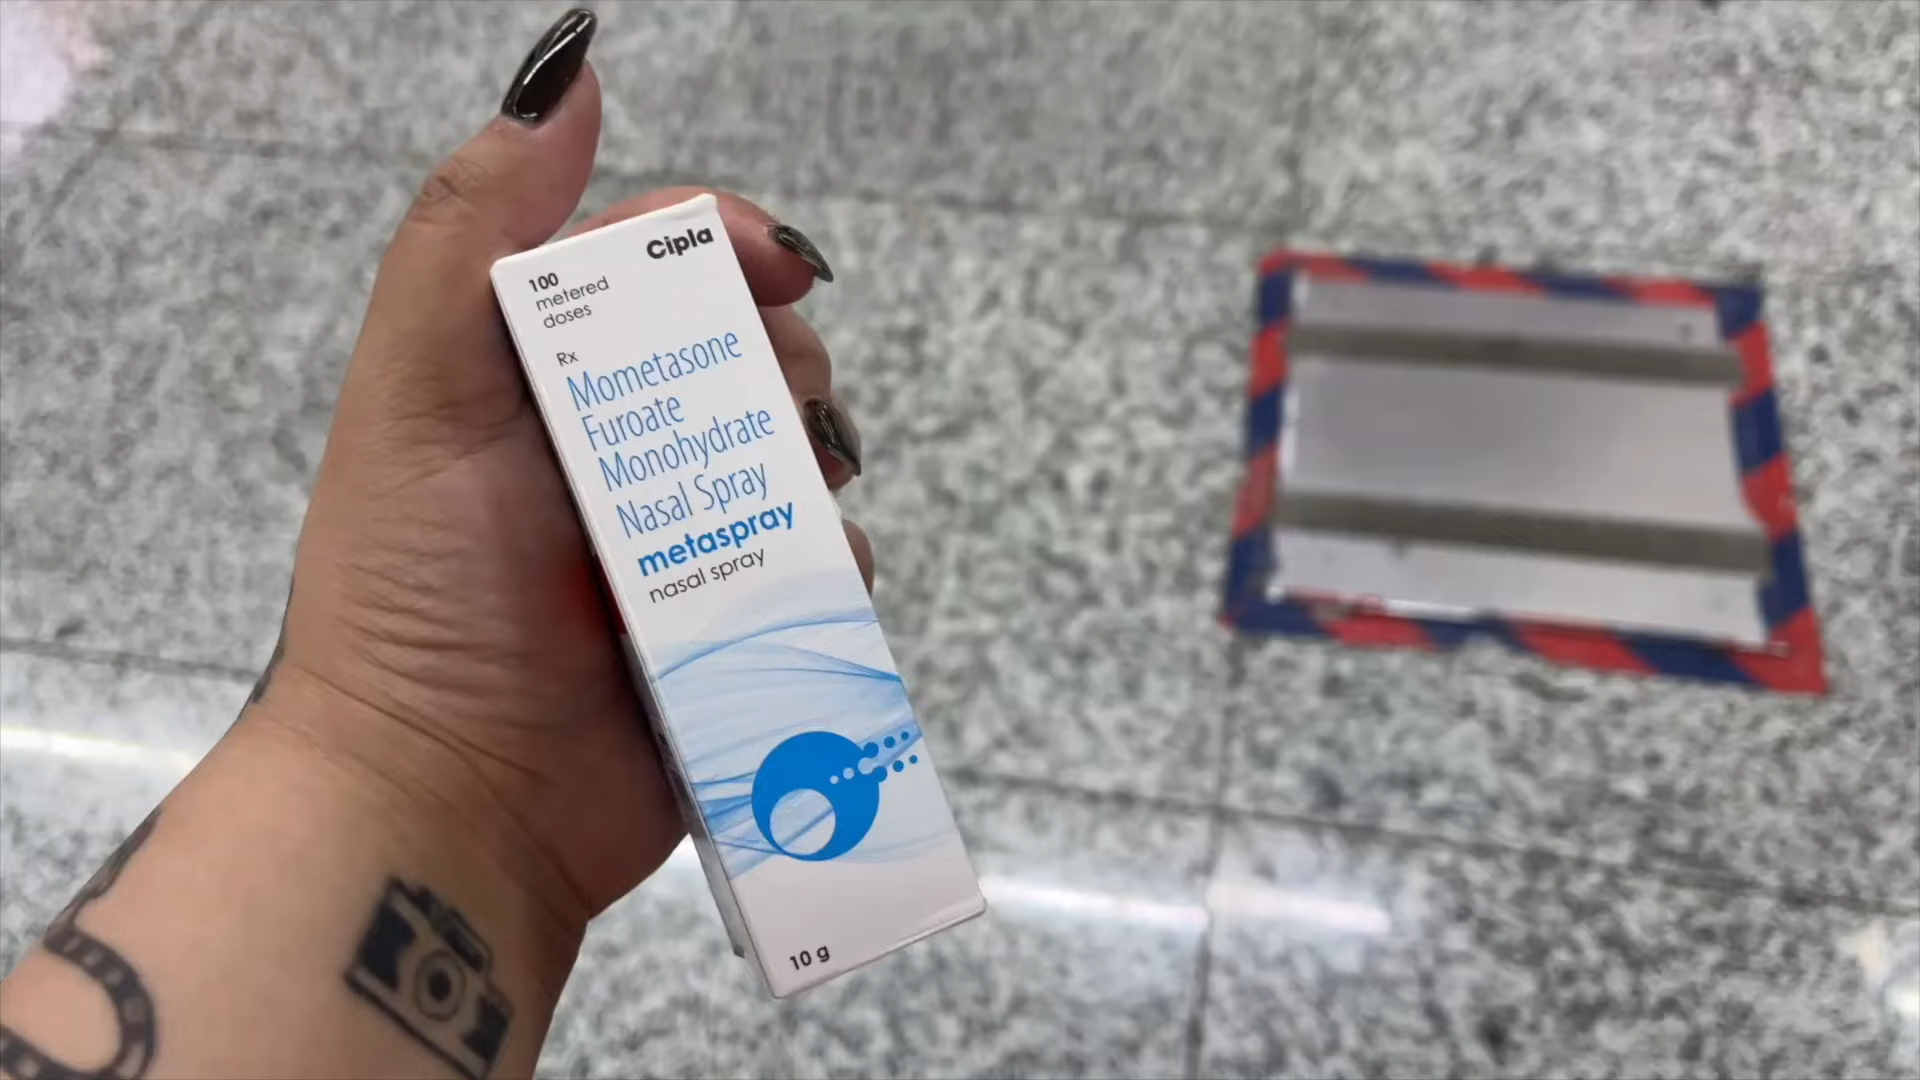 Cipla
100
metered
doses
Rx
Mometasone
Furoate
Monohydrate
Nasal Spray
metaspray
nasal spray
10 g